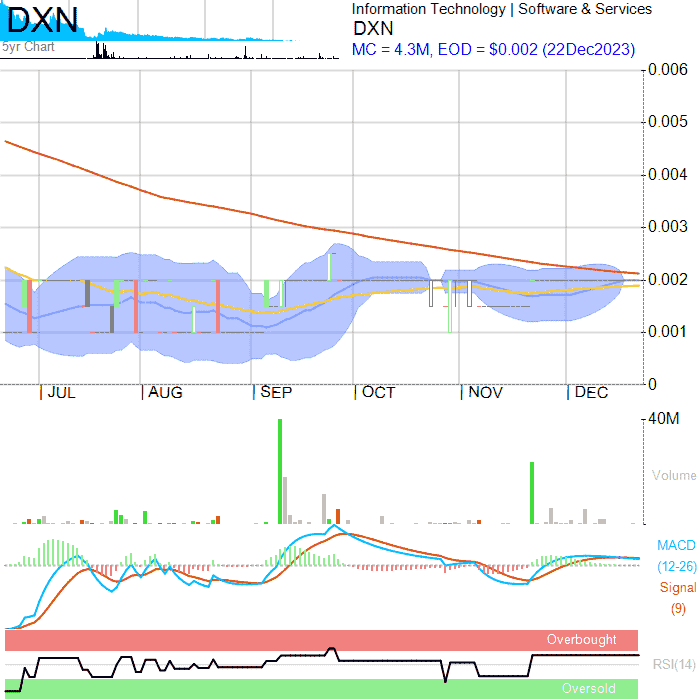 DXN
5yr Chart
Information Technology | Software & Services
DXN
MC = 4.3M, EOD = $0.002 (22Dec2023)
0.006
0.005
0.004
0.003
0.002
0.001
0
JUL AUG SEP OCT NOV DEC
40M
Volume
MACD
(12-26)
Signal
(9)
Overbought
RSI(14)
Oversold